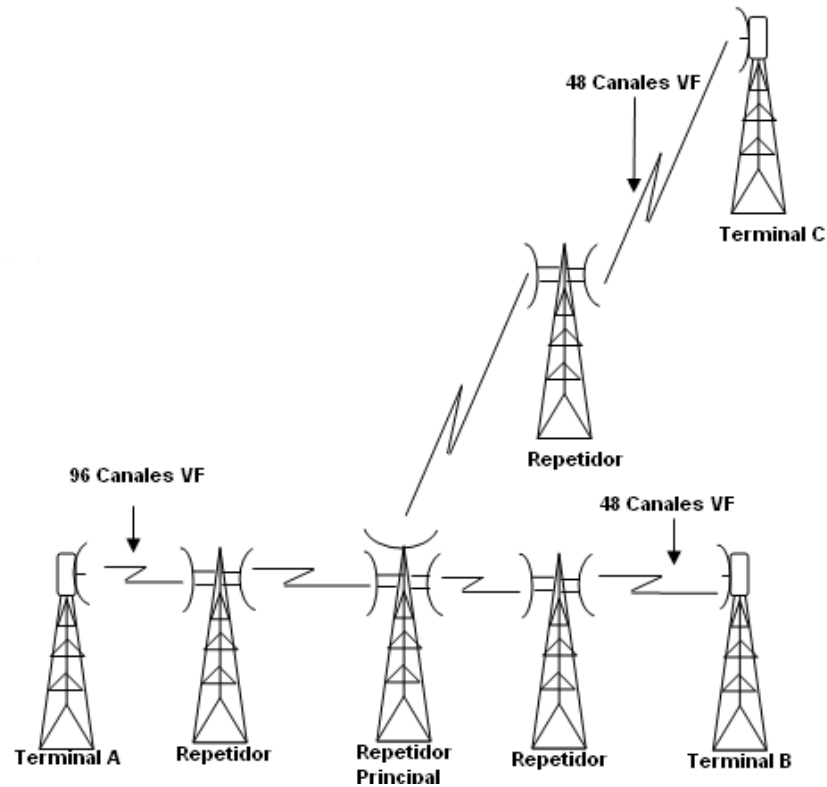 48 Canales VF
Terminal C
Repetidor
96 Canales VF
48 Canales VF
Terminal A
Repetidor
Repetidor
Principal
Repetidor
Terminal B